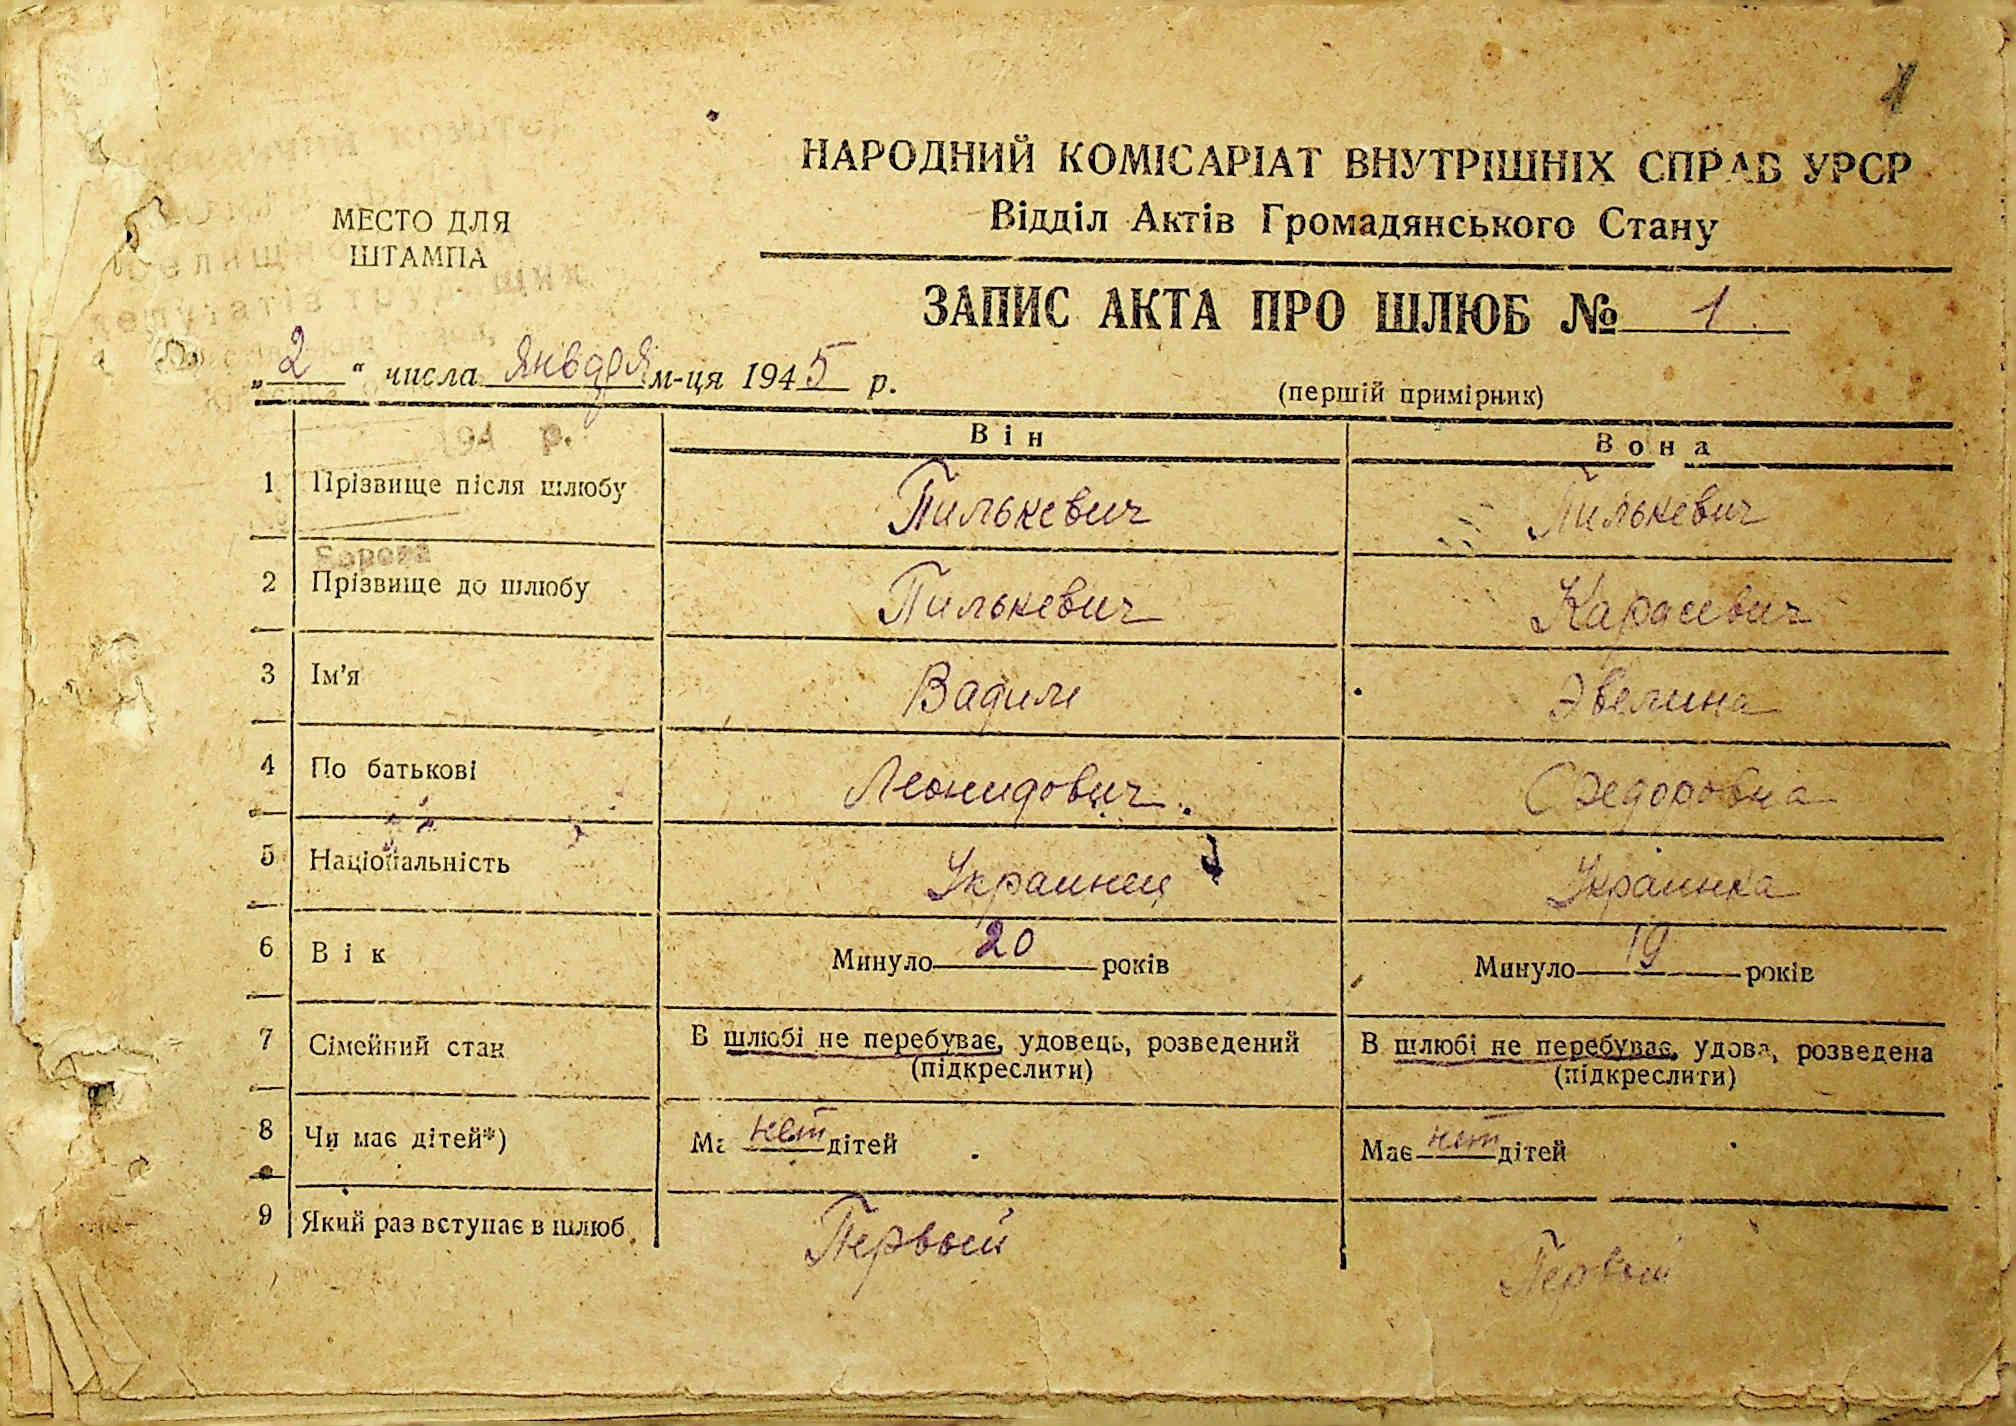 1
НАРОДНИЙ КОМІСАРІАТ ВНУТРІШНІХ СПРАВ УРСР
Відділ Актів Громадянського Стану
МЕСТО ДЛЯ
ШТАМПА
ЗАПИС АКТА ПРО ШЛЮБ № 1
„2“ числа Января м-ця 1945 р.
(першій примірник)
Він Вона
1 Прізвище після шлюбу Пилькевич Пилькевич
2 Прізвище до шлюбу Пилькевич Карасевич
3 Ім'я Вадим Эвелина
4 По батькові Леонидович Федоровна
5 Національність Украинец Украинка
6 Вік Минуло 20 років Минуло 19 років
7 Сімейний стан В шлюбі не перебуває, удовець, розведений В шлюбі не перебуває, удова, розведена
(підкреслити) (підкреслити)
8 Чи має дітей*) Має нет дітей Має нет дітей
9 Який раз вступає в шлюб Первый Первый